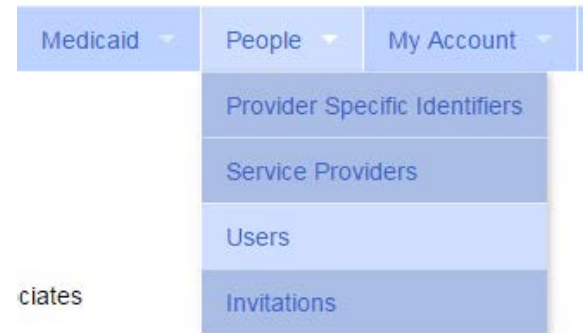 Medicaid People My Account
Provider Specific Identifiers
Service Providers
Users
ciates
Invitations